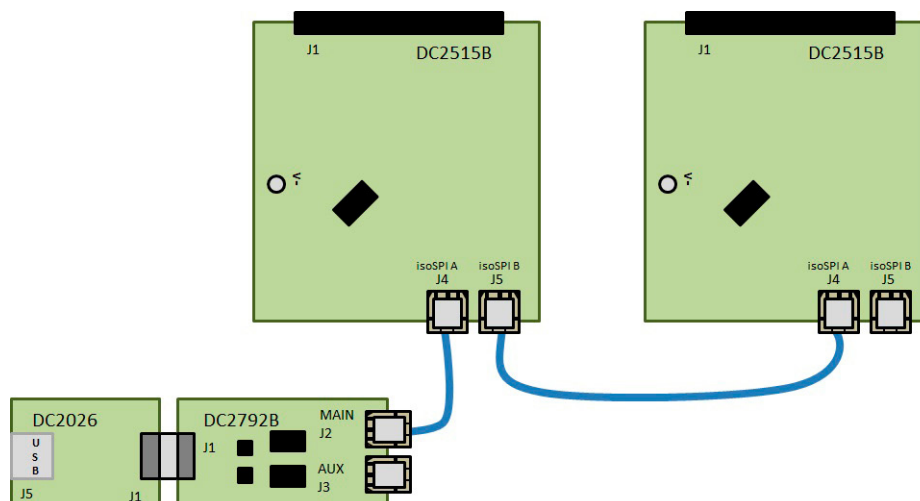 J1
DC2515B
V-
isoSPI A
isoSPI B
J4
J5
J1
DC2515B
V-
isoSPI A
isoSPI B
J4
J5
DC2026
USB
J5
J1
DC2792B
J1
MAIN
J2
AUX
J3